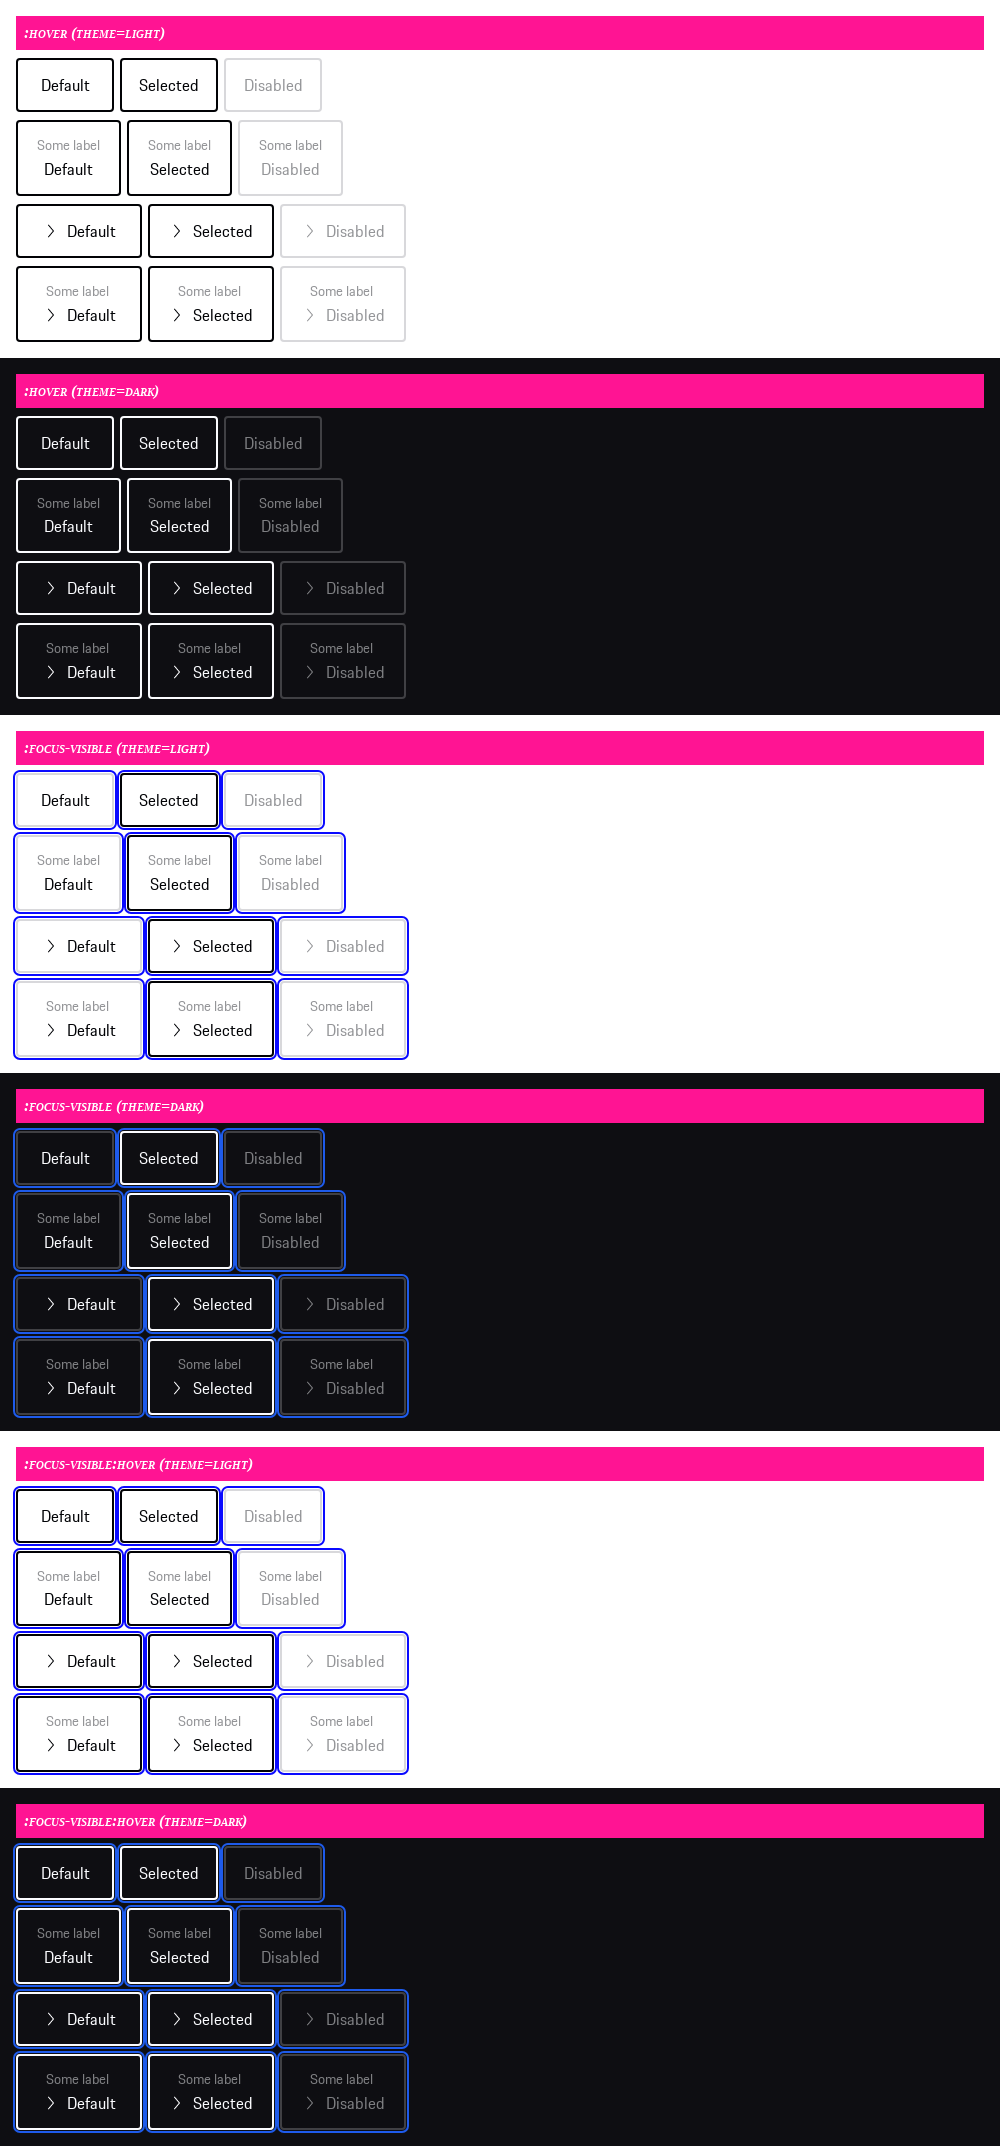 :hover (theme=light)
Default Selected Disabled
Some label Some label Some label
Default Selected Disabled
Default Selected Disabled
Some label Some label Some label
Default Selected Disabled
:hover (theme=dark)
Default Selected Disabled
Some label Some label Some label
Default Selected Disabled
Default Selected Disabled
Some label Some label Some label
Default Selected Disabled
:focus-visible (theme=light)
Default Selected Disabled
Some label Some label Some label
Default Selected Disabled
Default Selected Disabled
Some label Some label Some label
Default Selected Disabled
:focus-visible (theme=dark)
Default Selected Disabled
Some label Some label Some label
Default Selected Disabled
Default Selected Disabled
Some label Some label Some label
Default Selected Disabled
:focus-visible:hover (theme=light)
Default Selected Disabled
Some label Some label Some label
Default Selected Disabled
Default Selected Disabled
Some label Some label Some label
Default Selected Disabled
:focus-visible:hover (theme=dark)
Default Selected Disabled
Some label Some label Some label
Default Selected Disabled
Default Selected Disabled
Some label Some label Some label
Default Selected Disabled